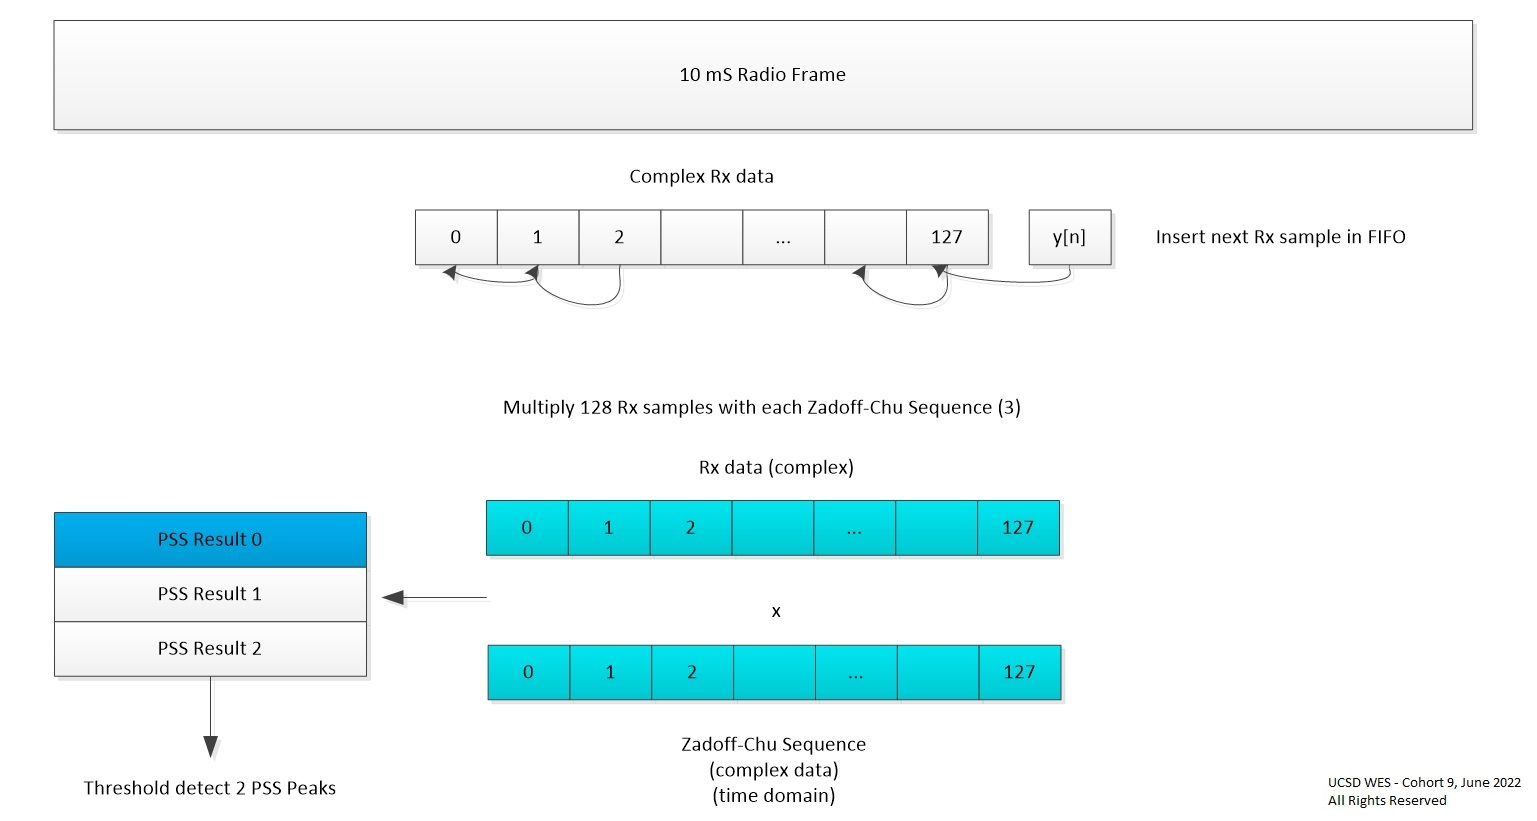 10 mS Radio Frame
Complex Rx data
0 1 2 ... 127 y[n] Insert next Rx sample in FIFO
Multiply 128 Rx samples with each Zadoff-Chu Sequence (3)
Rx data (complex)
0 1 2 ... 127
PSS Result 0
PSS Result 1
x
PSS Result 2
0 1 2 ... 127
Zadoff-Chu Sequence
(complex data)
(time domain)
Threshold detect 2 PSS Peaks
UCSD WES - Cohort 9, June 2022
All Rights Reserved